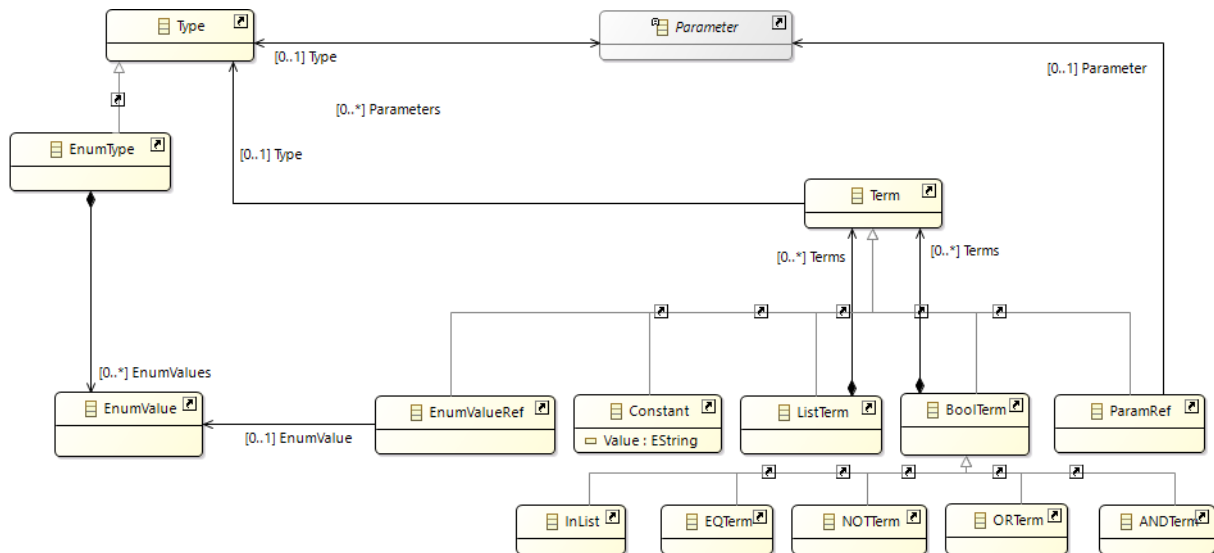 Type
Parameter
[0..1] Type
[0..1] Parameter
[0..*] Parameters
EnumType
[0..1] Type
Term
[0..*] Terms
[0..*] Terms
[0..*] EnumValues
EnumValue
EnumValueRef
Constant
ListTerm
BoolTerm
ParamRef
[0..1] EnumValue
Value : EString
InList
EQTerm
NOTTerm
ORTerm
ANDTerm